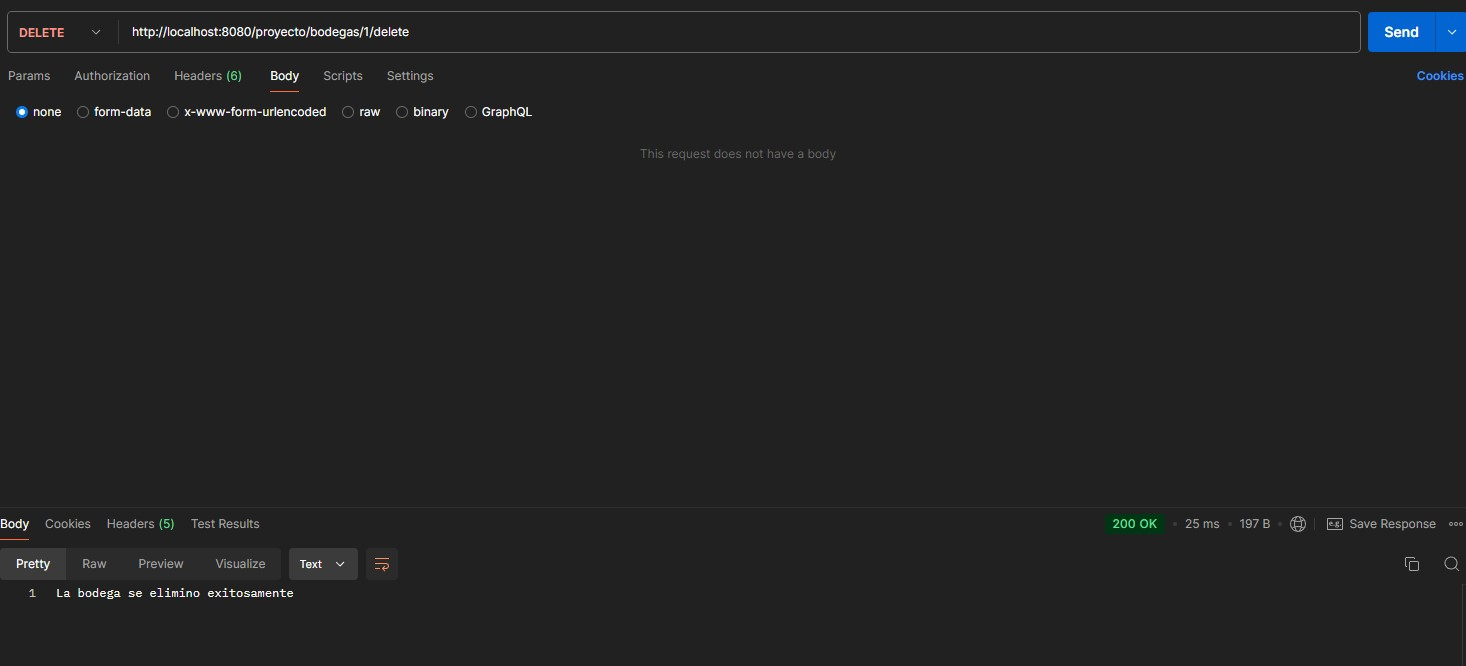 DELETE http://localhost:8080/proyecto/bodegas/1/delete Send
Params Authorization Headers (6) Body Scripts Settings Cookies
none form-data x-www-form-urlencoded raw binary GraphQL
This request does not have a body
Body Cookies Headers (5) Test Results 200 OK 25 ms 197 B e.g. Save Response
Pretty Raw Preview Visualize Text
1 La bodega se elimino exitosamente